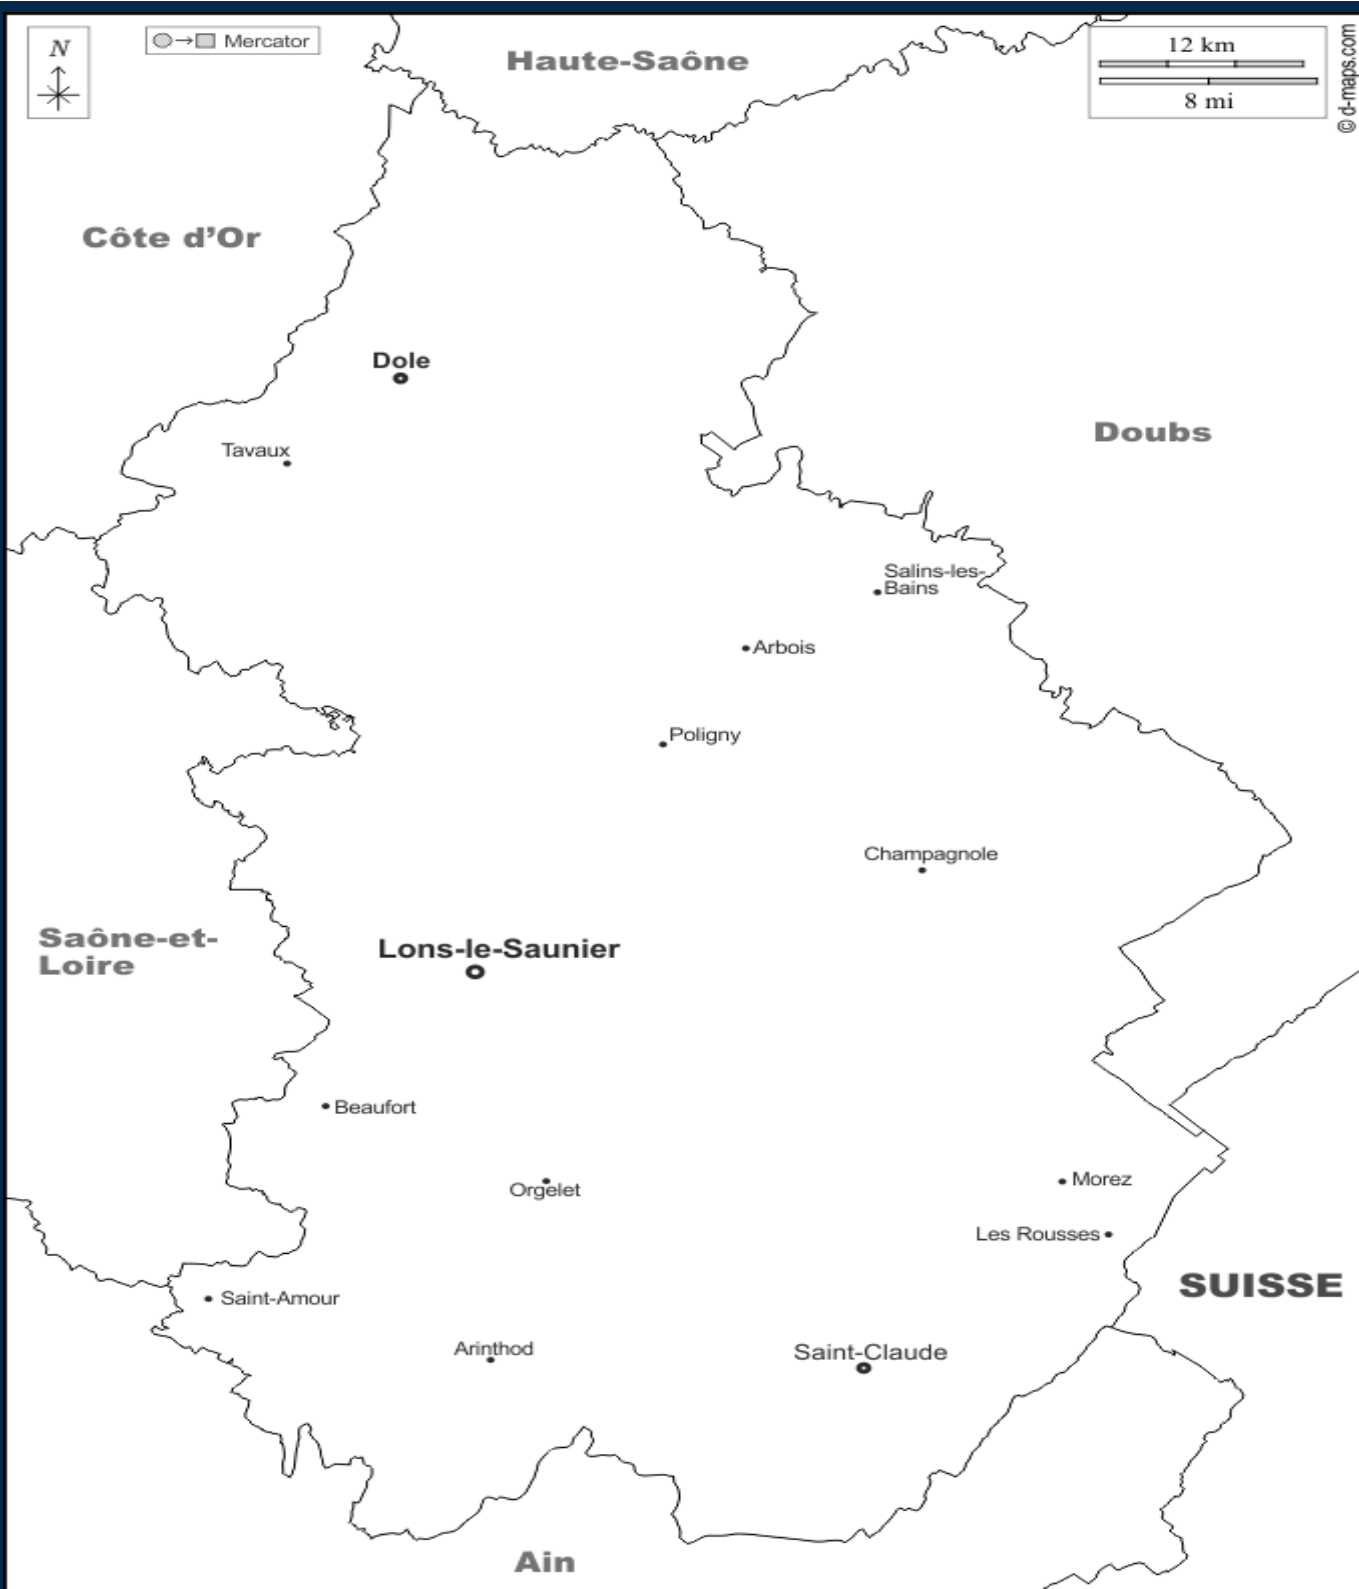 N
Mercator
Haute-Saône
12 km
8 mi
© d-maps.com
Côte d’Or
Dole
Doubs
Tavaux
Salins-les-
Bains
Arbois
Poligny
Champagnole
Saône-et-
Loire
Lons-le-Saunier
Beaufort
Orgelet
Morez
Les Rousses
SUISSE
Saint-Amour
Arinthod
Saint-Claude
Ain